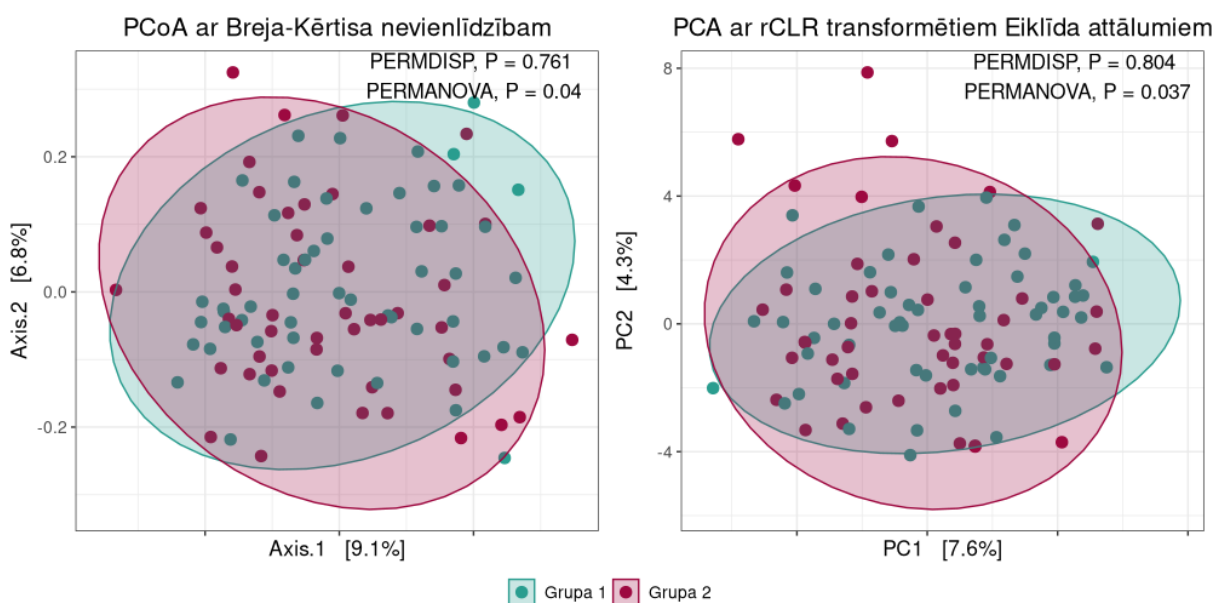 PCoA ar Breja-Kērtisa nevienlīdzībam
PERMDISP, P = 0.761
PERMANOVA, P = 0.04
0.2
0.0
-0.2
Axis.2 [6.8%]
Axis.1 [9.1%]
PCA ar rCLR transformētiem Eiklīda attālumiem
PERMDISP, P = 0.804
PERMANOVA, P = 0.037
8
4
0
-4
PC2 [4.3%]
PC1 [7.6%]
Grupa 1 Grupa 2